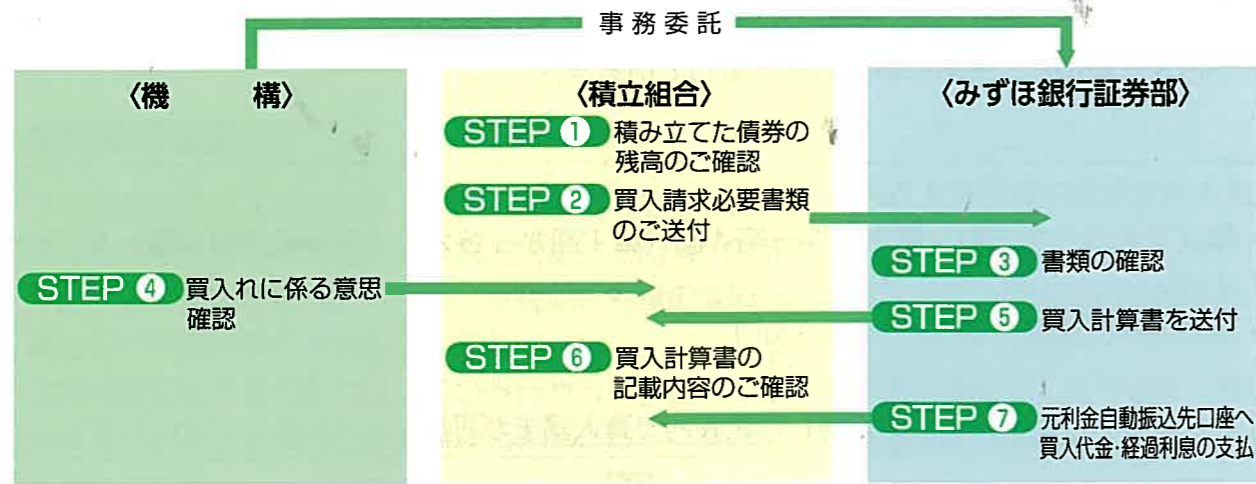 事務委託
〈機 構〉
〈積立組合〉
〈みずほ銀行証券部〉
STEP ① 積み立てた債券の
残高のご確認
STEP ② 買入請求必要書類
のご送付
STEP ③ 書類の確認
STEP ④ 買入れに係る意思
確認
STEP ⑤ 買入計算書を送付
STEP ⑥ 買入計算書の
記載内容のご確認
STEP ⑦ 元利金自動振込先口座へ
買入代金・経過利息の支払